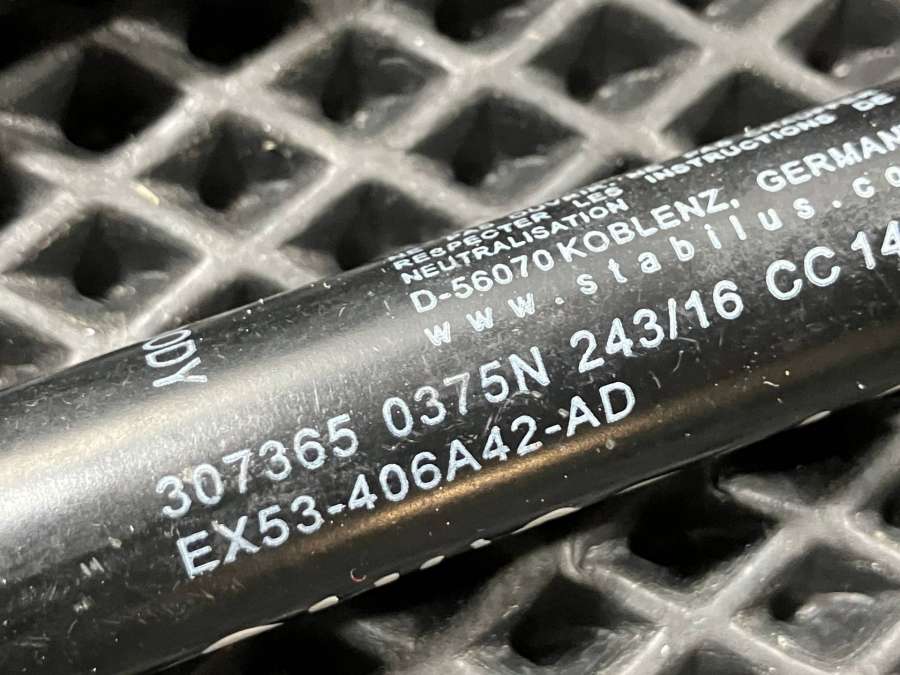 RESPECTER LES INSTRUCTIONS DE
NEUTRALISATION
D-56070 KOBLENZ, GERMAN
www.stabilus.co
ODY
307365 0375N 243/16 CC 14
EX53-406A42-AD